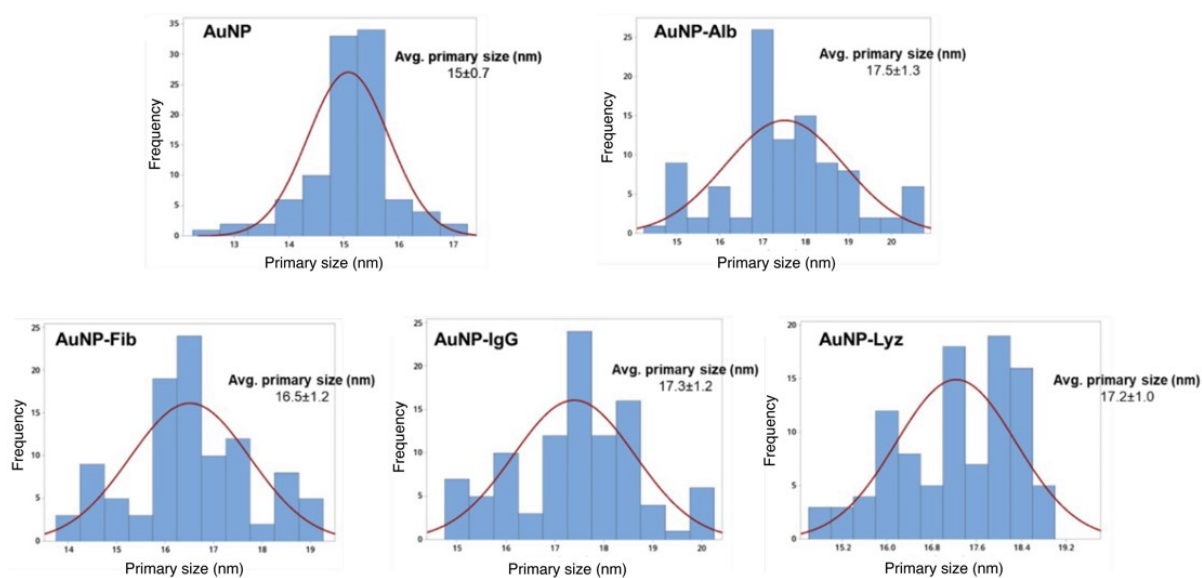 AuNP
Avg. primary size (nm)
15±0.7
Frequency
35
30
25
20
15
10
5
0
13 14 15 16 17
Primary size (nm)
AuNP-Alb
Avg. primary size (nm)
17.5±1.3
Frequency
25
20
15
10
5
0
15 16 17 18 19 20
Primary size (nm)
AuNP-Fib
Avg. primary size (nm)
16.5±1.2
Frequency
25
20
15
10
5
0
14 15 16 17 18 19
Primary size (nm)
AuNP-IgG
Avg. primary size (nm)
17.3±1.2
Frequency
25
20
15
10
5
0
15 16 17 18 19 20
Primary size (nm)
AuNP-Lyz
Avg. primary size (nm)
17.2±1.0
Frequency
20
15
10
5
0
15.2 16.0 16.8 17.6 18.4 19.2
Primary size (nm)